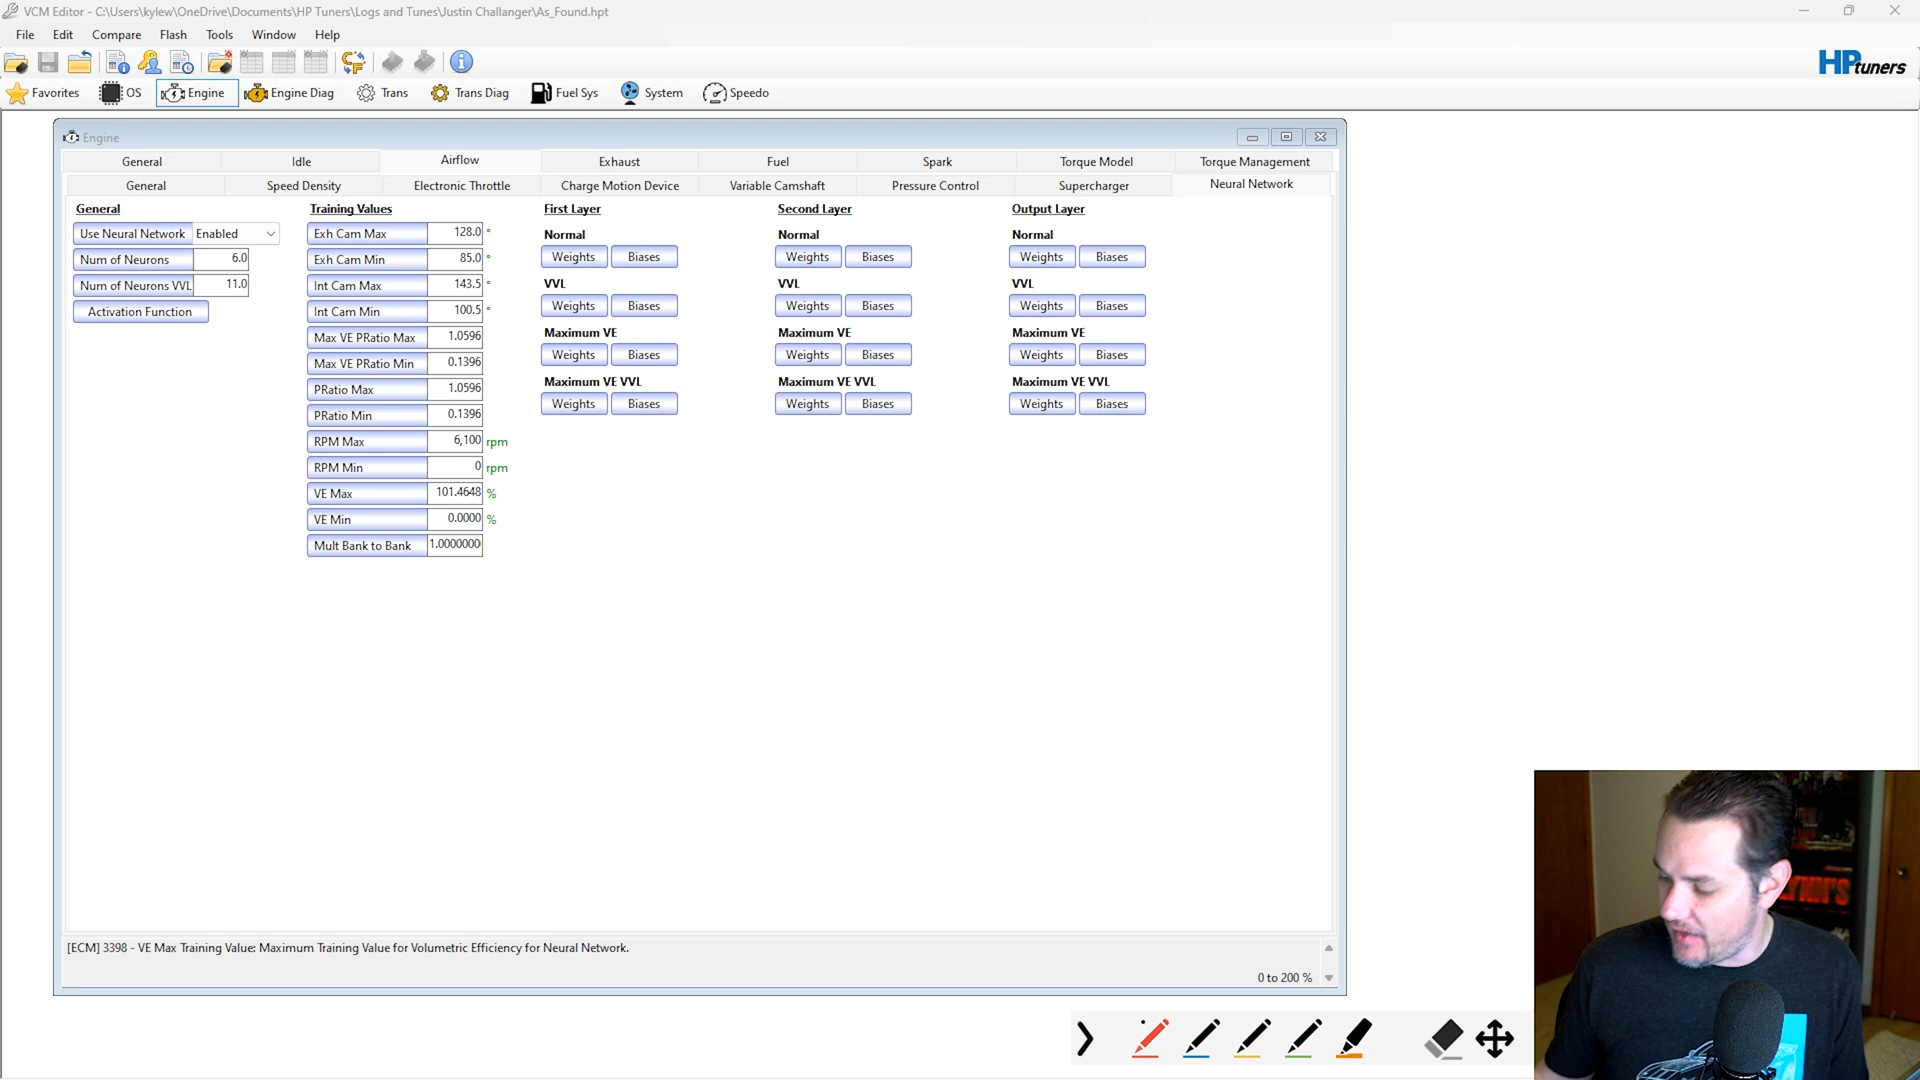 VCM Editor - C:\Users\kylew\OneDrive\Documents\HP Tuners\Logs and Tunes\Justin Challanger\As_Found.hpt
File Edit Compare Flash Tools Window Help
HPtuners
Favorites OS Engine Engine Diag Trans Trans Diag Fuel Sys System Speedo
Engine
General Idle Airflow Exhaust Fuel Spark Torque Model Torque Management
General Speed Density Electronic Throttle Charge Motion Device Variable Camshaft Pressure Control Supercharger Neural Network
General
Use Neural Network Enabled
Num of Neurons 6.0
Num of Neurons VVL 11.0
Activation Function
Training Values
Exh Cam Max 128.0 °
Exh Cam Min 85.0 °
Int Cam Max 143.5 °
Int Cam Min 100.5 °
Max VE PRatio Max 1.0596
Max VE PRatio Min 0.1396
PRatio Max 1.0596
PRatio Min 0.1396
RPM Max 6,100 rpm
RPM Min 0 rpm
VE Max 101.4648 %
VE Min 0.0000 %
Mult Bank to Bank 1.0000000
First Layer
Normal
Weights Biases
VVL
Weights Biases
Maximum VE
Weights Biases
Maximum VE VVL
Weights Biases
Second Layer
Normal
Weights Biases
VVL
Weights Biases
Maximum VE
Weights Biases
Maximum VE VVL
Weights Biases
Output Layer
Normal
Weights Biases
VVL
Weights Biases
Maximum VE
Weights Biases
Maximum VE VVL
Weights Biases
[ECM] 3398 - VE Max Training Value: Maximum Training Value for Volumetric Efficiency for Neural Network.
0 to 200 %